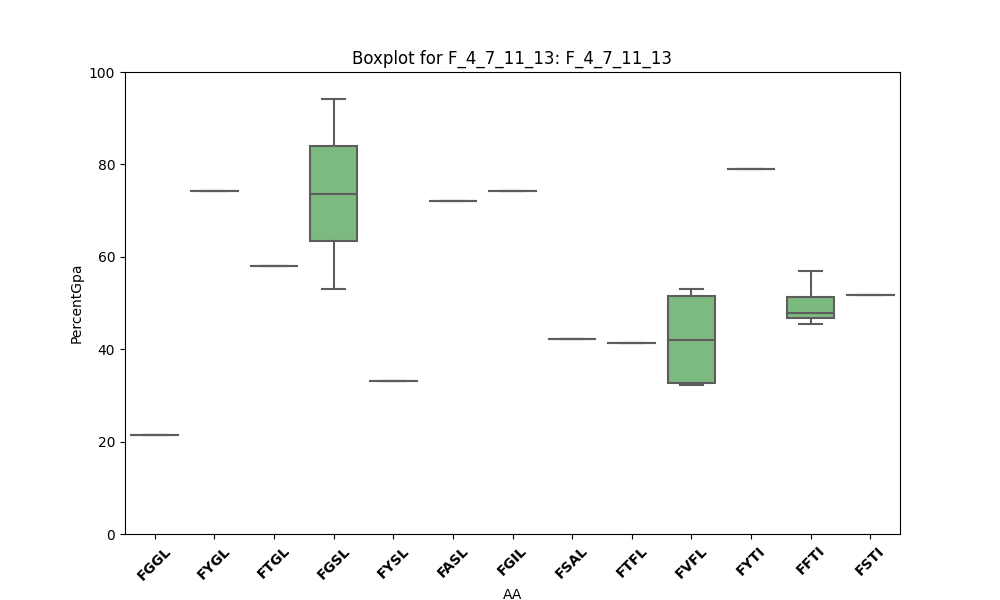 Boxplot for F_4_7_11_13: F_4_7_11_13
100
80
60
40
20
0
PercentGpa
FGGL FYGL FTGL FGSL FYSL FASL FGIL FSAL FTFL FVFL FYTI FFTI FSTI
AA